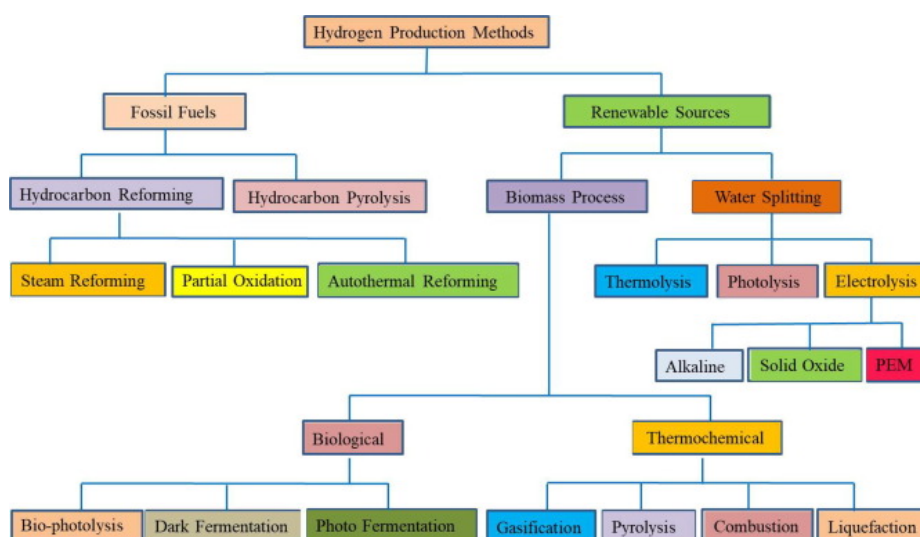 Hydrogen Production Methods
Fossil Fuels
Renewable Sources
Hydrocarbon Reforming
Hydrocarbon Pyrolysis
Biomass Process
Water Splitting
Steam Reforming
Partial Oxidation
Autothermal Reforming
Thermolysis
Photolysis
Electrolysis
Alkaline
Solid Oxide
PEM
Biological
Thermochemical
Bio-photolysis
Dark Fermentation
Photo Fermentation
Gasification
Pyrolysis
Combustion
Liquefaction